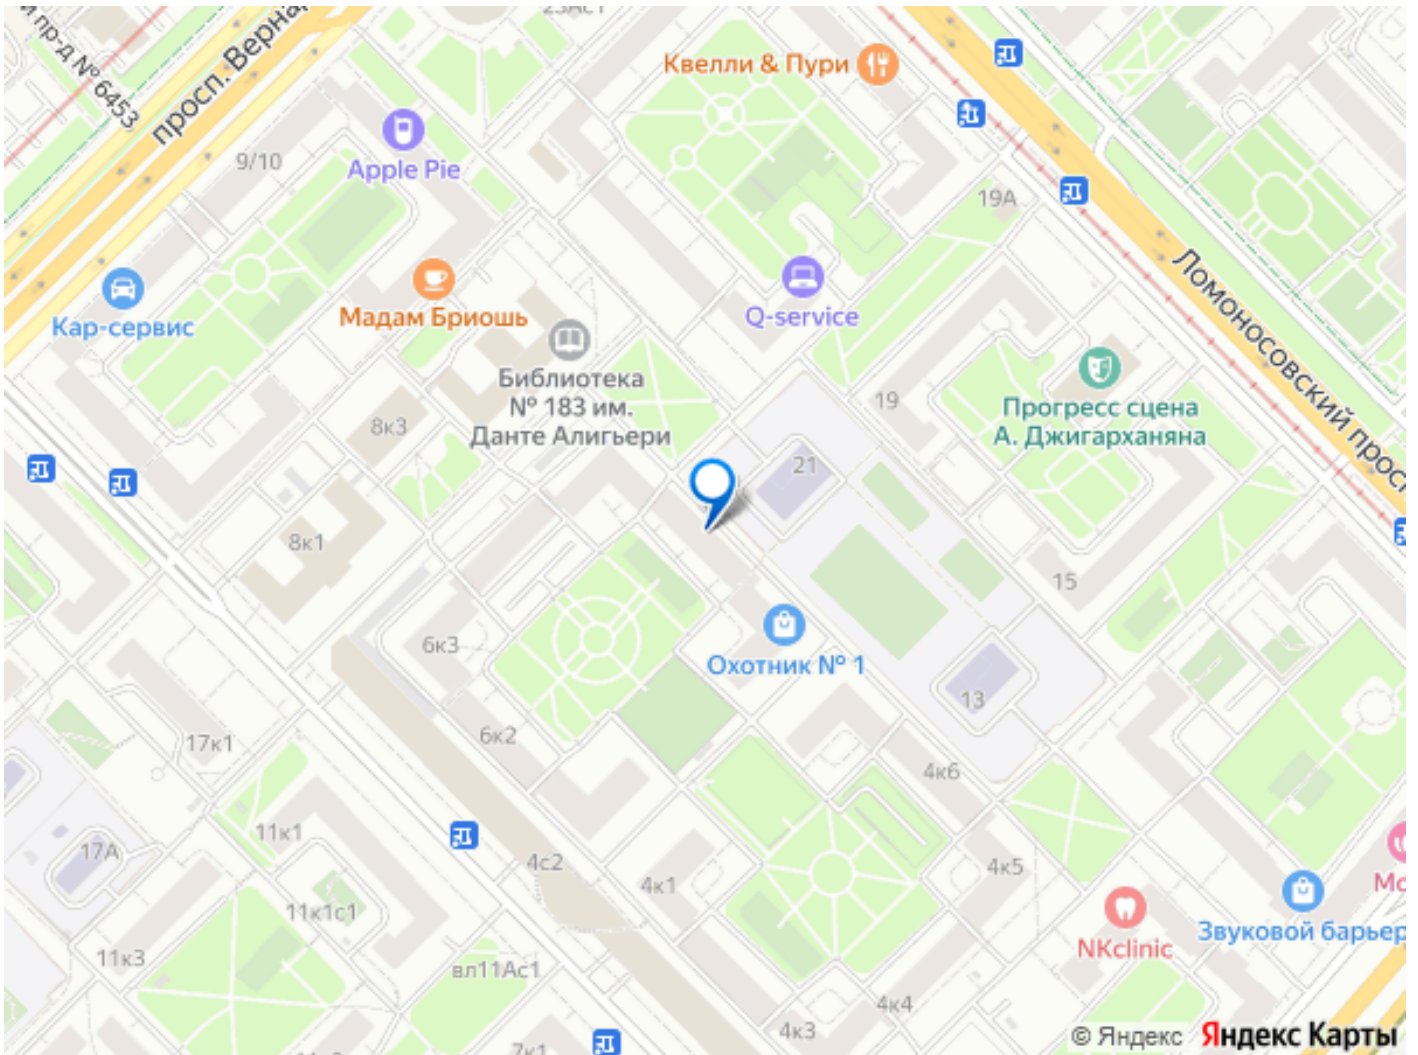 23Ас1
й пр-д № 6453
просп. Верна
Квелли & Пури
9/10
Apple Pie
19А
Ломоносовский просп
Кар-сервис
Мадам Бриошь
Q-service
Библиотека
№ 183 им.
Данте Алигьери
8к3
19
Прогресс сцена
А. Джигарханяна
21
8к1
15
6к3
Охотник № 1
13
6к2
17к1
4к6
11к1
17А
4с2
4к1
4к5
11к1с1
Мс
NKclinic
Звуковой барьер
11к3
вл11Ас1
4к4
4к3
7к1
© Яндекс Яндекс Карты